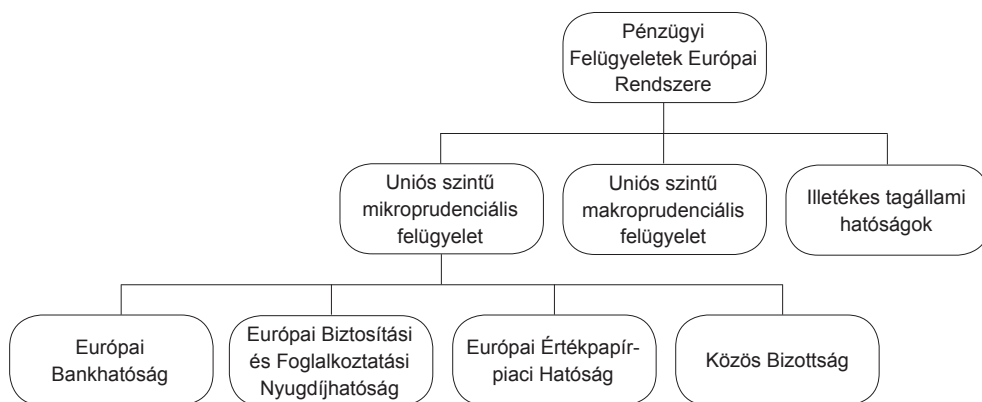 Pénzügyi
Felügyeletek Európai
Rendszere
Uniós szintű
mikroprudenciális
felügyelet
Uniós szintű
makroprudenciális
felügyelet
Illetékes tagállami
hatóságok
Európai
Bankhatóság
Európai Biztosítási
és Foglalkoztatási
Nyugdíjhatóság
Európai Értékpapír-
piaci Hatóság
Közös Bizottság